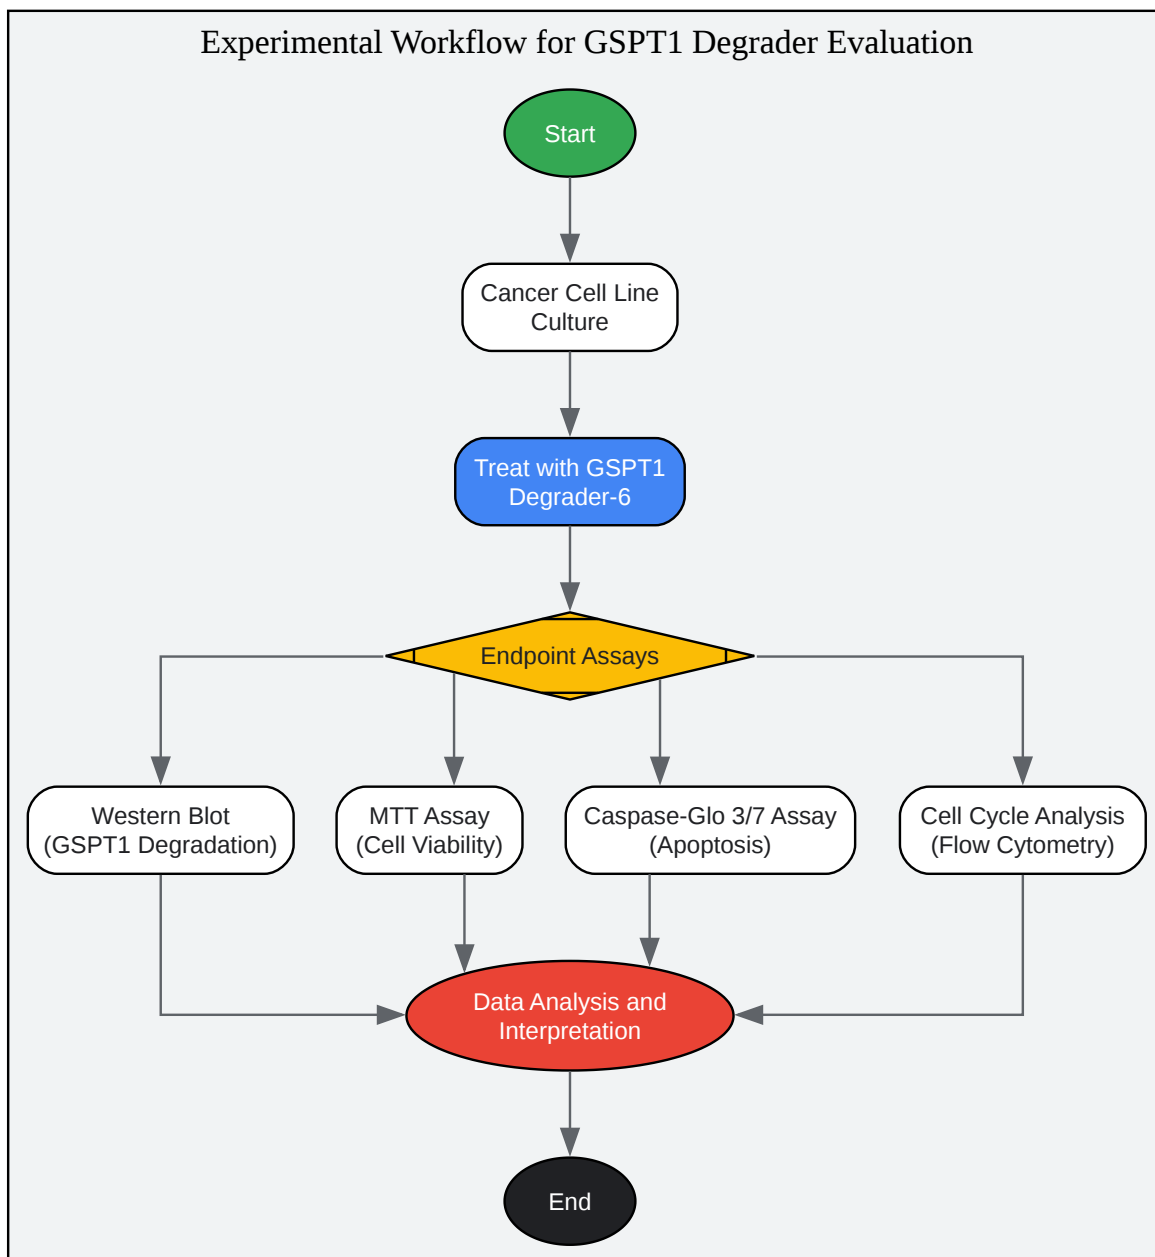 Experimental Workflow for GSPT1 Degrader Evaluation
Start
Cancer Cell Line
Culture
Treat with GSPT1
Degrader-6
Endpoint Assays
Western Blot
(GSPT1 Degradation)
MTT Assay
(Cell Viability)
Caspase-Glo 3/7 Assay
(Apoptosis)
Cell Cycle Analysis
(Flow Cytometry)
Data Analysis and
Interpretation
End